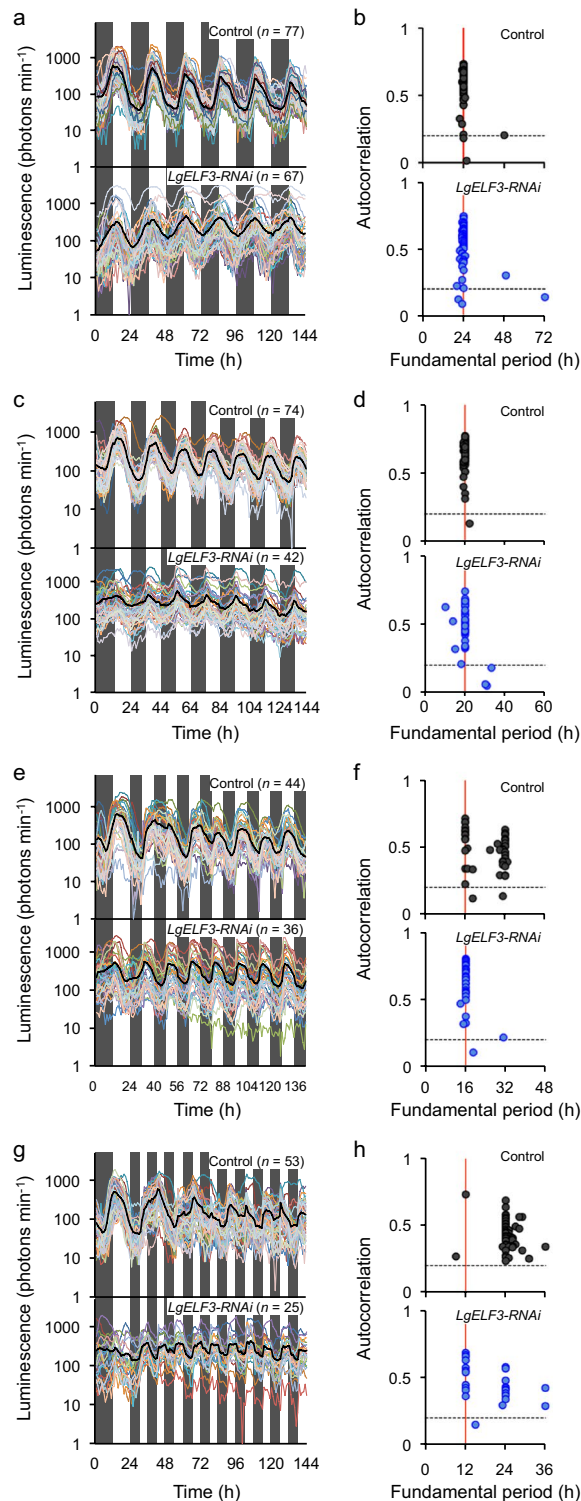 a
Control (n = 77)
1000
100
10
1
LgELF3-RNAi (n = 67)
1000
100
10
1
0 24 48 72 96 120 144
Time (h)
Luminescence (photons min⁻¹)
b
Control
1
0.5
0
LgELF3-RNAi
1
0.5
0
0 24 48 72
Fundamental period (h)
Autocorrelation
c
Control (n = 74)
1000
100
10
1
LgELF3-RNAi (n = 42)
1000
100
10
1
0 24 44 64 84 104 124 144
Time (h)
Luminescence (photons min⁻¹)
d
Control
1
0.5
0
LgELF3-RNAi
1
0.5
0
0 20 40 60
Fundamental period (h)
Autocorrelation
e
Control (n = 44)
1000
100
10
1
LgELF3-RNAi (n = 36)
1000
100
10
1
0 24 40 56 72 88 104 120 136
Time (h)
Luminescence (photons min⁻¹)
f
Control
1
0.5
0
LgELF3-RNAi
1
0.5
0
0 16 32 48
Fundamental period (h)
Autocorrelation
g
Control (n = 53)
1000
100
10
1
LgELF3-RNAi (n = 25)
1000
100
10
1
0 24 48 72 96 120 144
Time (h)
Luminescence (photons min⁻¹)
h
Control
1
0.5
0
LgELF3-RNAi
1
0.5
0
0 12 24 36
Fundamental period (h)
Autocorrelation